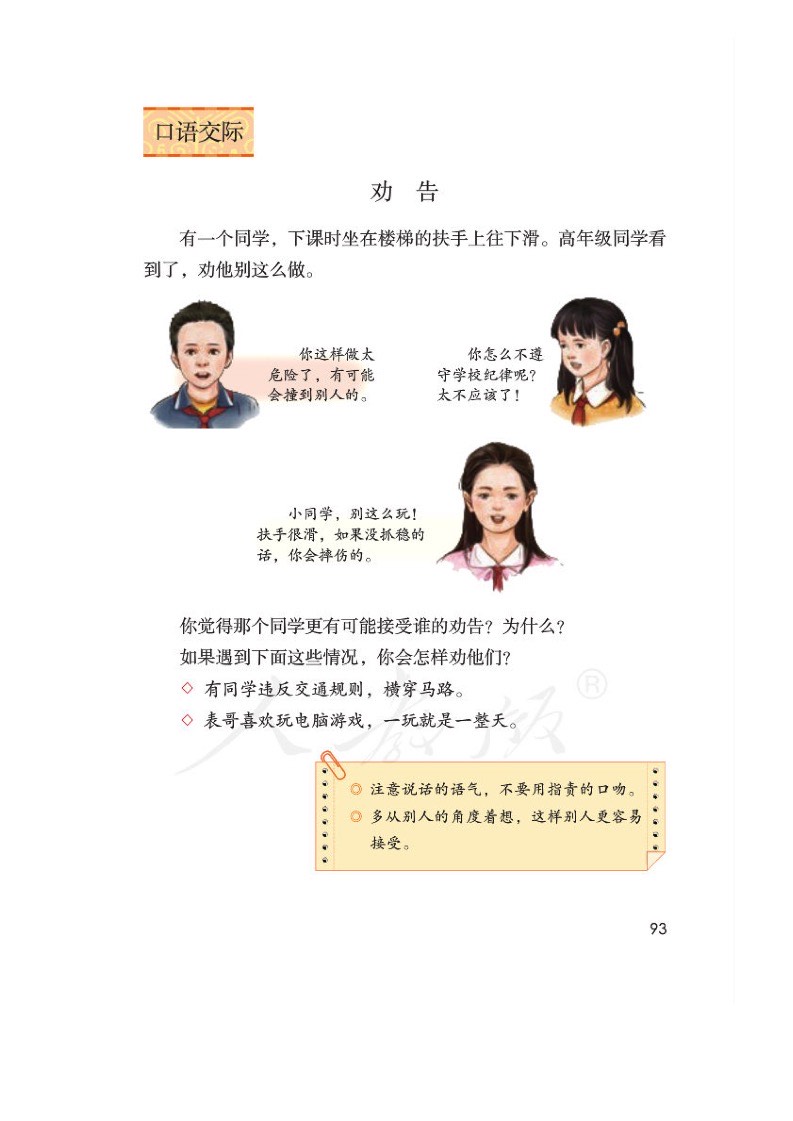 口语交际
劝 告
有一个同学，下课时坐在楼梯的扶手上往下滑。高年级同学看
到了，劝他别这么做。
你这样做太
危险了，有可能
会撞到别人的。
你怎么不遵
守学校纪律呢？
太不应该了！
小同学，别这么玩！
扶手很滑，如果没抓稳的
话，你会摔伤的。
你觉得那个同学更有可能接受谁的劝告？为什么？
如果遇到下面这些情况，你会怎样劝他们？
◇ 有同学违反交通规则，横穿马路。
◇ 表哥喜欢玩电脑游戏，一玩就是一整天。
人教版®
◎ 注意说话的语气，不要用指责的口吻。
◎ 多从别人的角度着想，这样别人更容易
接受。
93